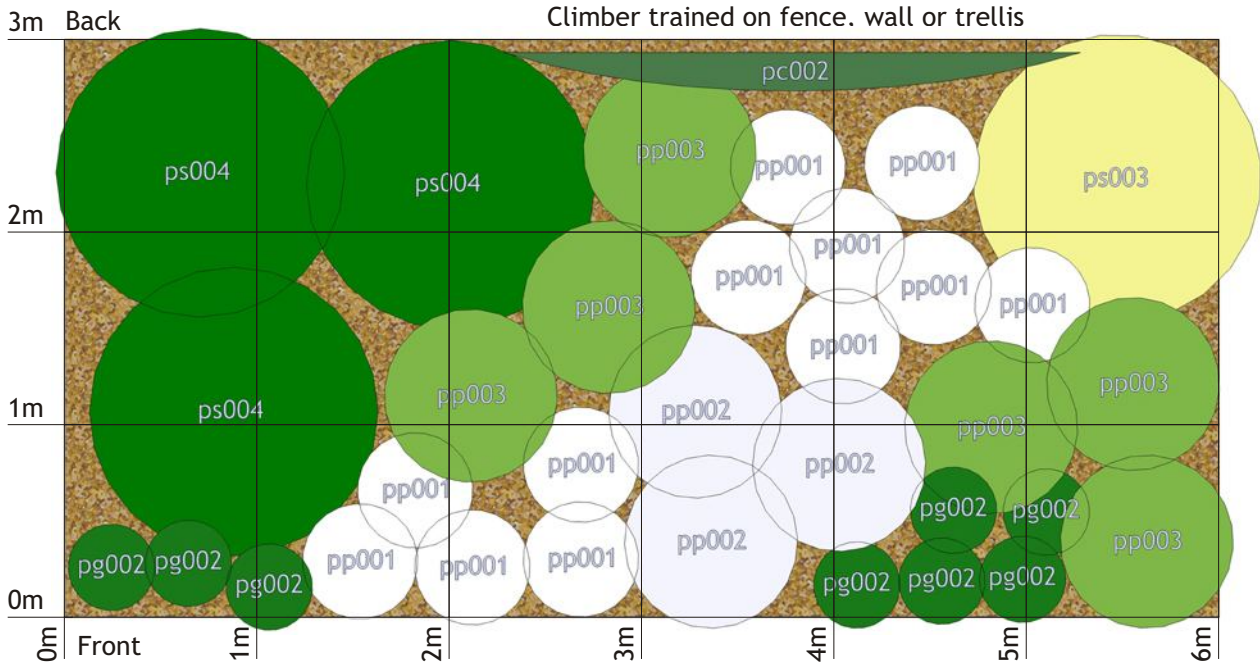 3m Back Climber trained on fence. wall or trellis
pc002
pp003
pp001
pp001
ps004
ps004
ps003
2m
pp001
pp001
pp001
pp001
pp003
pp001
pp003
pp003
1m
ps004
pp002
pp003
pp001
pp002
pp001
pg002
pg002
pp002
pp003
pg002
pg002
pp001
pp001
pp001
pg002
pg002
pg002
pg002
0m
0m
1m
2m
3m
4m
5m
6m
Front